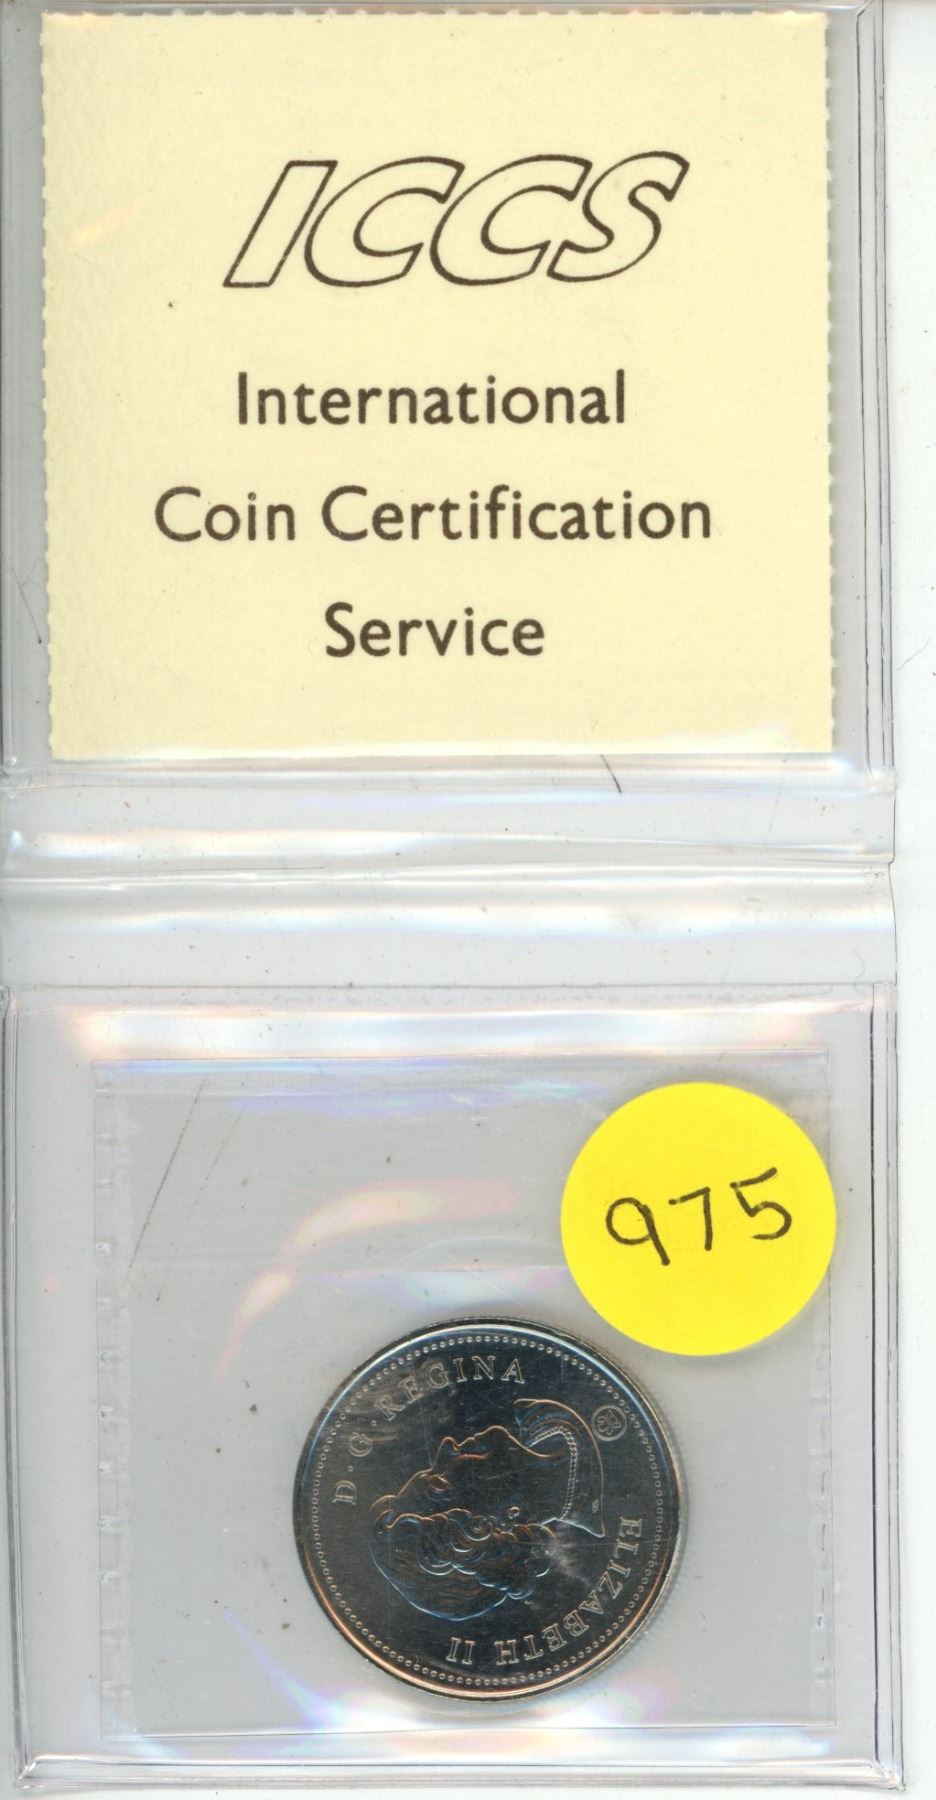 ICCS
International
Coin Certification
Service
975
ELIZABETH II
D·G·REGINA